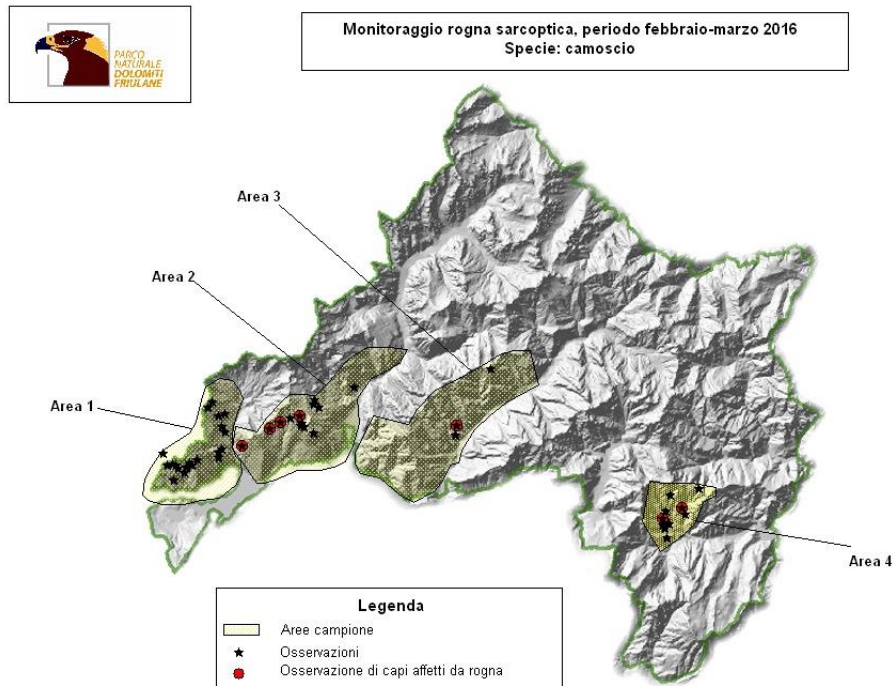 PARCO
NATURALE
DOLOMITI
FRIULANE
Monitoraggio rogna sarcoptica, periodo febbraio-marzo 2016
Specie: camoscio
Area 3
Area 2
Area 1
Area 4
Legenda
Aree campione
Osservazioni
Osservazione di capi affetti da rogna